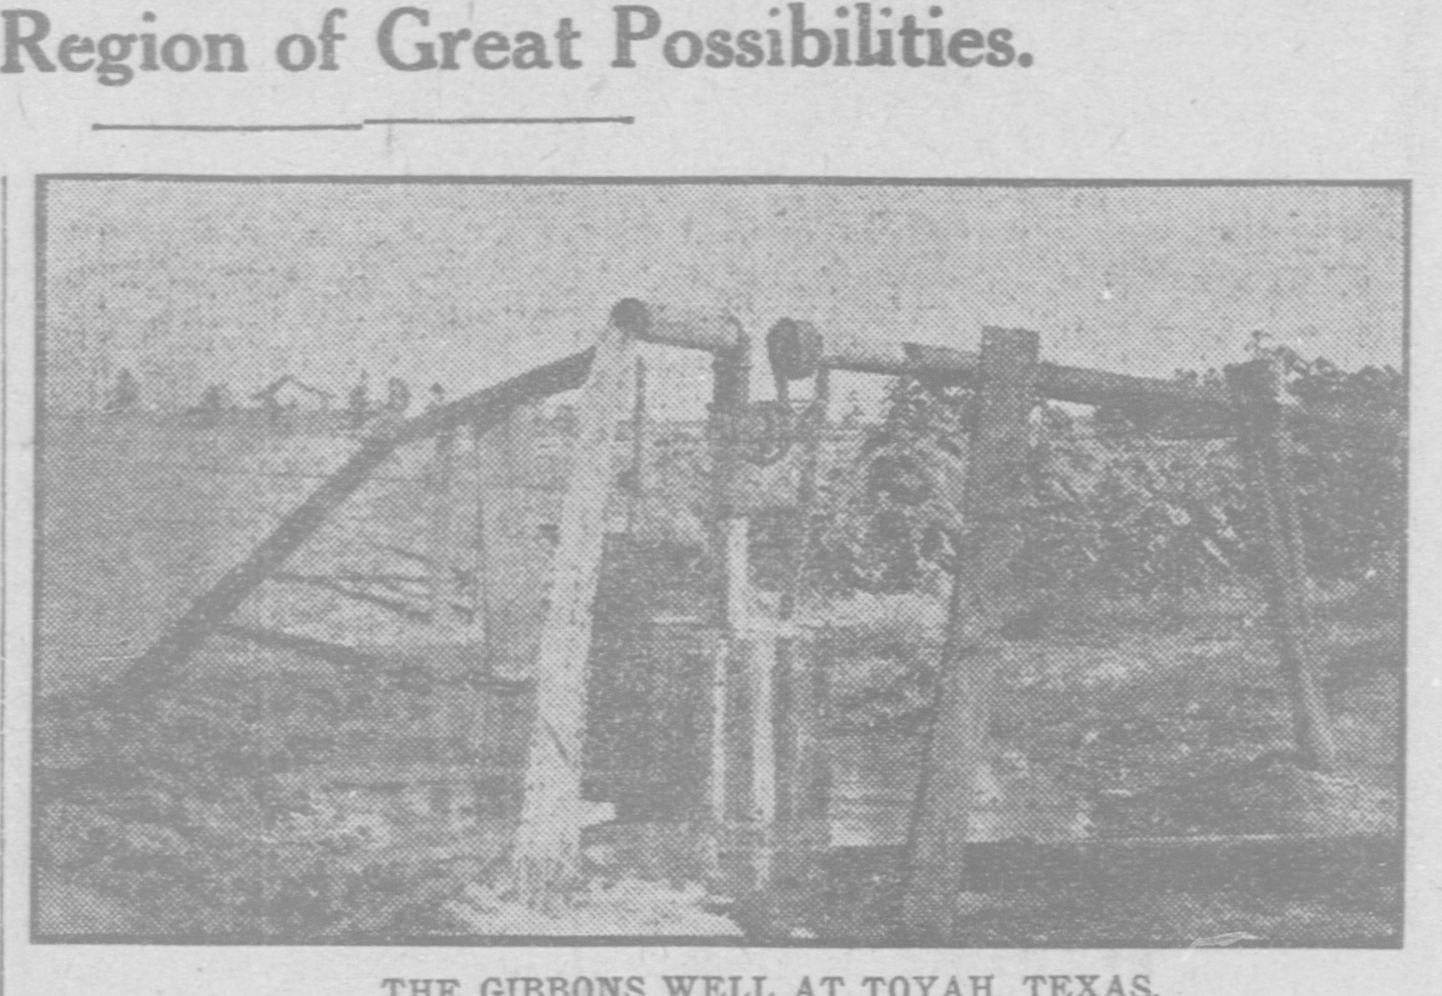 Region of Great Possibilities.
THE GIBBONS WELL AT TOYAH, TEXAS.